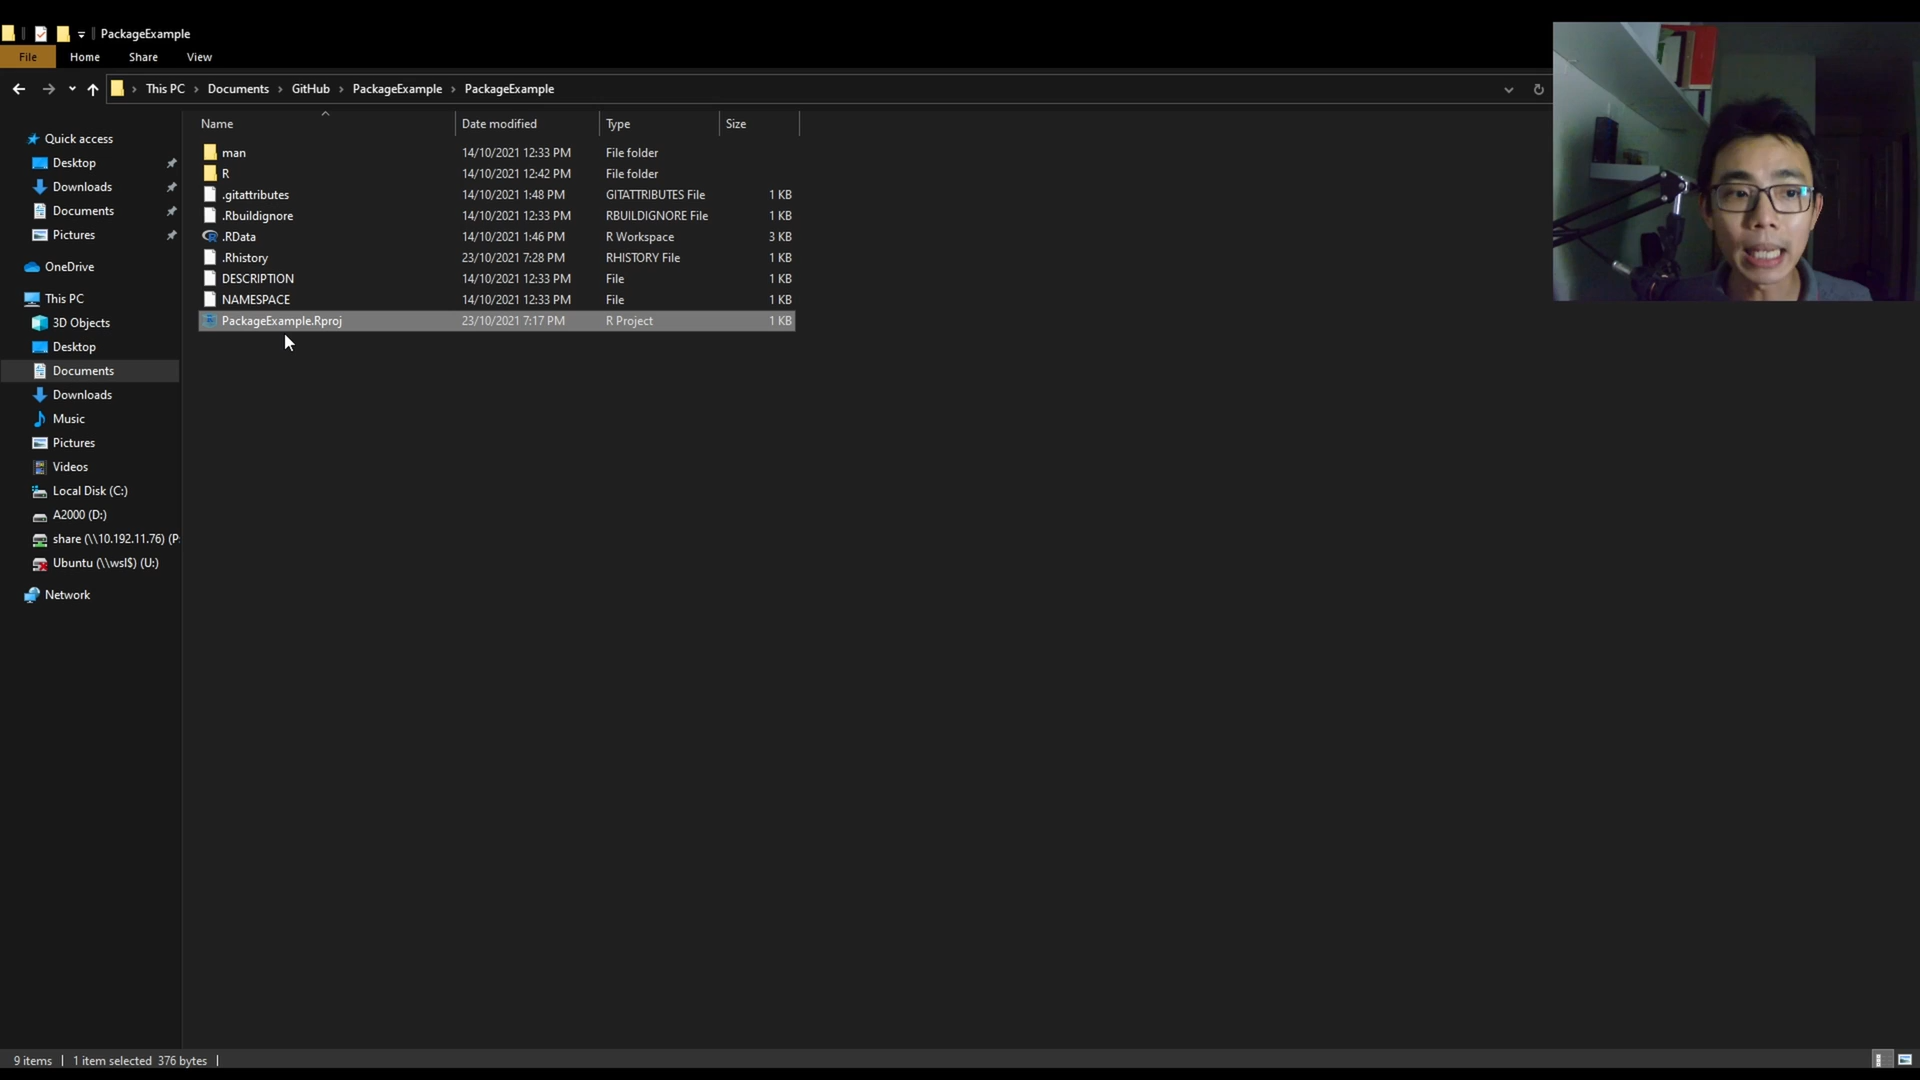 PackageExample
File Home Share View
This PC Documents GitHub PackageExample PackageExample
Name Date modified Type Size
Quick access
Desktop
Downloads
Documents
Pictures
OneDrive
This PC
3D Objects
Desktop
Documents
Downloads
Music
Pictures
Videos
Local Disk (C:)
A2000 (D:)
share (\\10.192.11.76) (P
Ubuntu (\\wsl$) (U:)
Network
man 14/10/2021 12:33 PM File folder
R 14/10/2021 12:42 PM File folder
.gitattributes 14/10/2021 1:48 PM GITATTRIBUTES File 1 KB
.Rbuildignore 14/10/2021 12:33 PM RBUILDIGNORE File 1 KB
.RData 14/10/2021 1:46 PM R Workspace 3 KB
.Rhistory 23/10/2021 7:28 PM RHISTORY File 1 KB
DESCRIPTION 14/10/2021 12:33 PM File 1 KB
NAMESPACE 14/10/2021 12:33 PM File 1 KB
PackageExample.Rproj 23/10/2021 7:17 PM R Project 1 KB
9 items 1 item selected 376 bytes